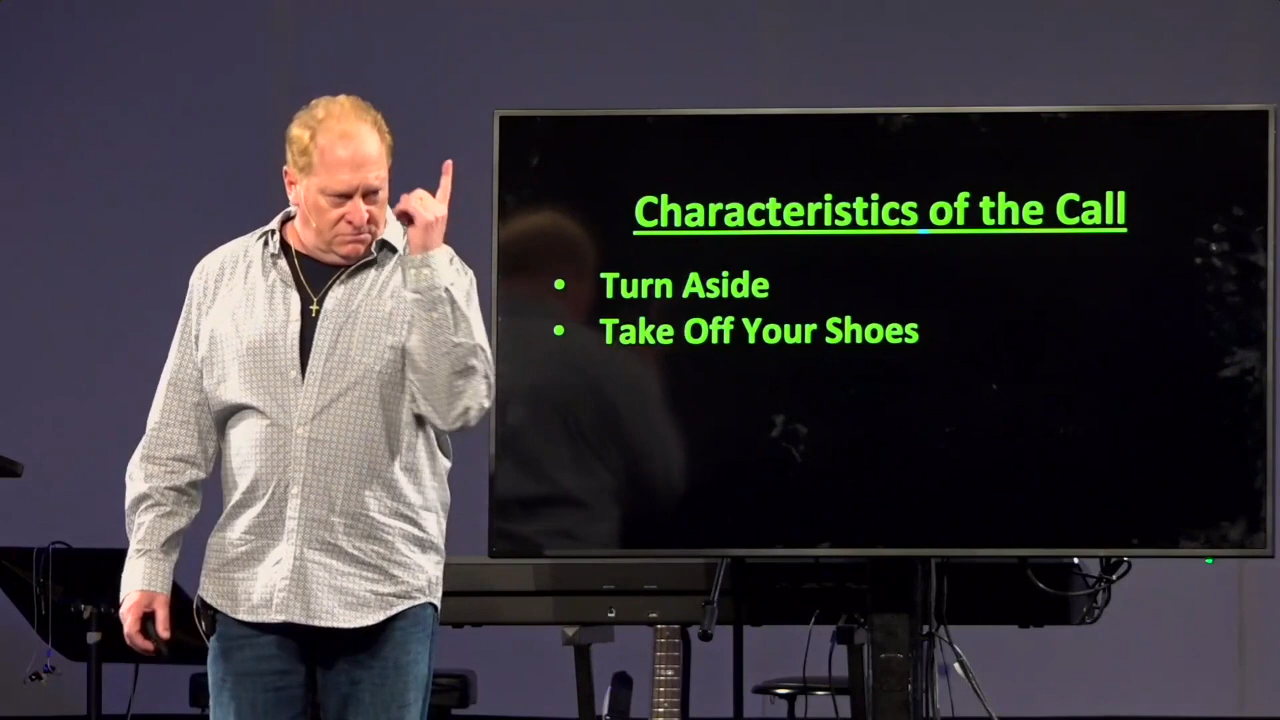 Characteristics of the Call
• Turn Aside
• Take Off Your Shoes